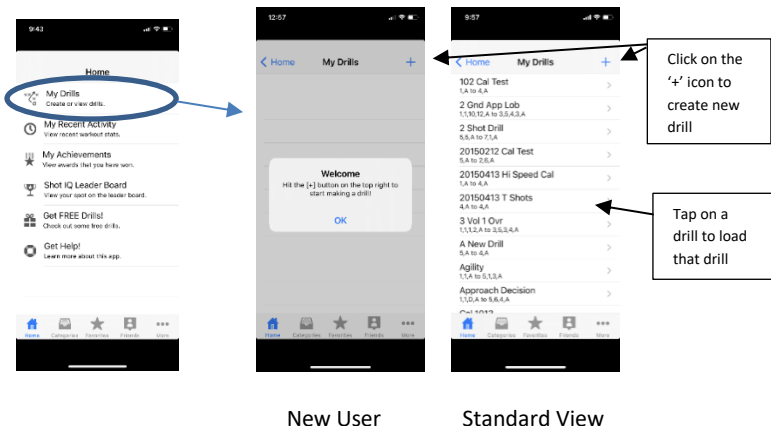 9:43
Home
My Drills
Create or view drills.
My Recent Activity
View recent workout stats.
My Achievements
View awards that you have won.
Shot IQ Leader Board
View your spot on the leader board.
Get FREE Drills!
Check out some free drills.
Get Help!
Learn more about this app.
Home Categories Favorites Friends More
12:57
Home My Drills +
Welcome
Hit the [+] button on the top right to
start making a drill!
OK
Home Categories Favorites Friends More
New User
9:57
Home My Drills +
102 Cal Test
1,A to 4,A
2 Gnd App Lob
1,1,10,12,A to 3,5,4,3,A
2 Shot Drill
5,5,A to 7,1,A
20150212 Cal Test
5,A to 2,6,A
20150413 Hi Speed Cal
1,A to 4,A
20150413 T Shots
4,A to 4,A
3 Vol 1 Ovr
1,1,1,2,A to 3,5,3,4,A
A New Drill
5,A to 4,A
Agility
1,1,A to 5,1,3,A
Approach Decision
1,1,D,A to 5,6,4,A
Cal 1013
Home Categories Favorites Friends More
Standard View
Click on the
‘+’ icon to
create new
drill
Tap on a
drill to load
that drill